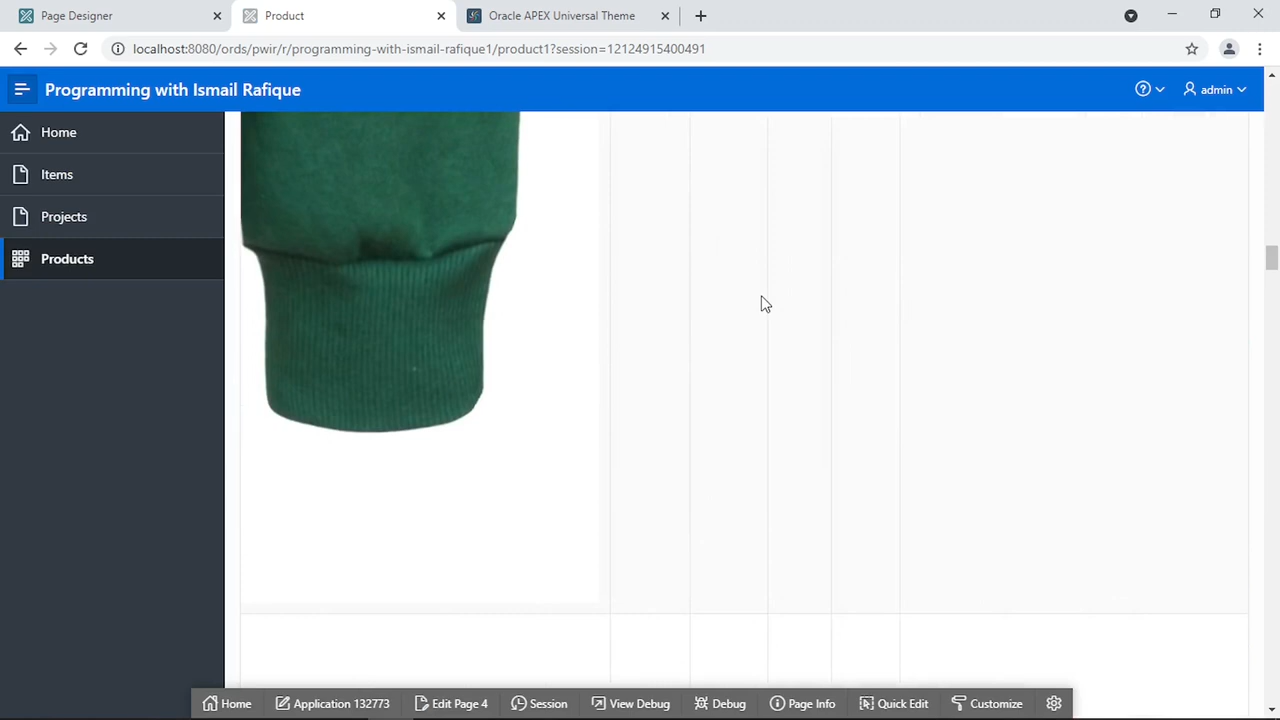 Page Designer
Product
Oracle APEX Universal Theme
localhost:8080/ords/pwir/r/programming-with-ismail-rafique1/product1?session=12124915400491
Programming with Ismail Rafique
admin
Home
Items
Projects
Products
Home
Application 132773
Edit Page 4
Session
View Debug
Debug
Page Info
Quick Edit
Customize